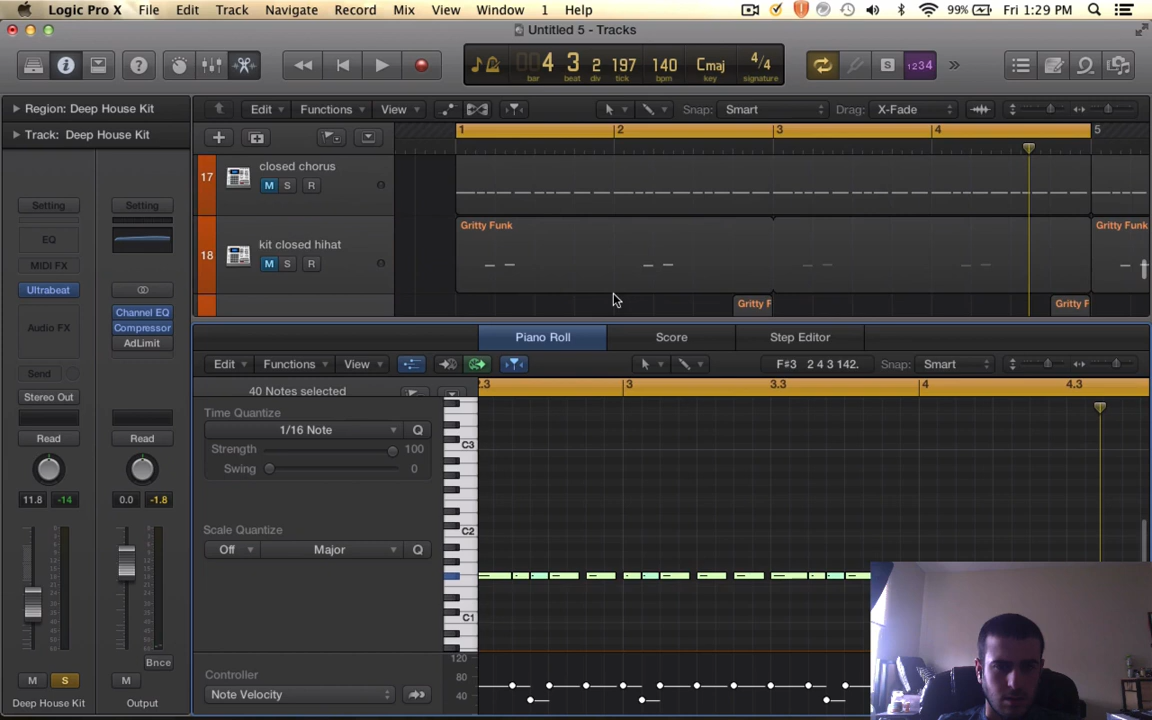 Logic Pro X File Edit Track Navigate Record Mix View Window 1 Help 99% Fri 1:29 PM
Untitled 5 - Tracks
4 3 2 197 140 Cmaj 4/4
bar beat div tick bpm key signature
1234
Region: Deep House Kit
Track: Deep House Kit
Edit Functions View Snap: Smart Drag: X-Fade
1 2 3 4 5
17 closed chorus
M S R
Gritty Funk Gritty Funk
18 kit closed hihat
M S R
Gritty F Gritty F
Setting Setting
EQ
MIDI FX
Ultrabeat
Audio FX
Channel EQ
Compressor
AdLimit
Send
Stereo Out
Read Read
11.8 -14 0.0 -1.8
Bnce
M S M
Deep House Kit Output
Piano Roll Score Step Editor
Edit Functions View F#3 2 4 3 142. Snap: Smart
40 Notes selected
2.3 3 3.3 4 4.3
Time Quantize
1/16 Note Q
Strength 100
Swing 0
Scale Quantize
Off Major Q
C3
C2
C1
Controller
Note Velocity
120
80
40